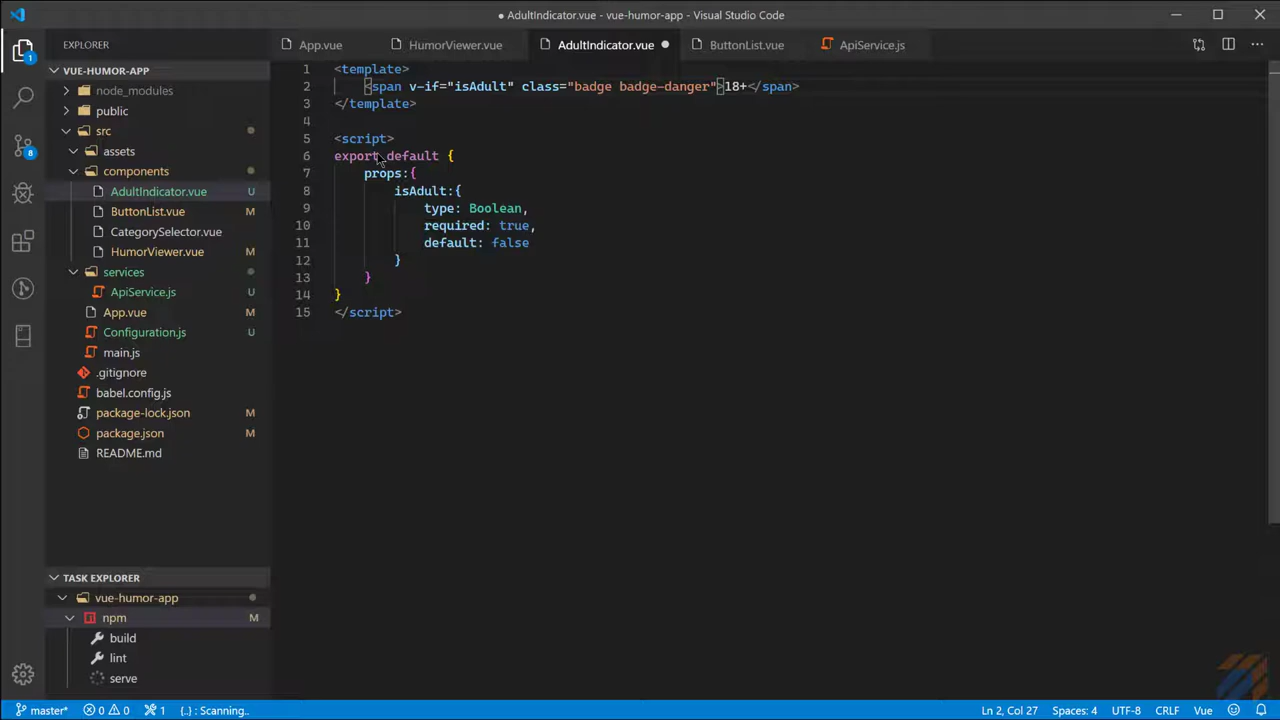 ● AdultIndicator.vue - vue-humor-app - Visual Studio Code
EXPLORER
VUE-HUMOR-APP
node_modules
public
src
assets
components
AdultIndicator.vue U
ButtonList.vue M
CategorySelector.vue
HumorViewer.vue M
services
ApiService.js U
App.vue M
Configuration.js U
main.js
.gitignore
babel.config.js
package-lock.json M
package.json M
README.md
TASK EXPLORER
vue-humor-app
npm M
build
lint
serve
1
8
App.vue HumorViewer.vue AdultIndicator.vue ButtonList.vue ApiService.js
1 <template>
2 <span v-if="isAdult" class="badge badge-danger">18+</span>
3 </template>
4
5 <script>
6 export default {
7 props:{
8 isAdult:{
9 type: Boolean,
10 required: true,
11 default: false
12 }
13 }
14 }
15 </script>
master* 0 0 1 {..} : Scanning.. Ln 2, Col 27 Spaces: 4 UTF-8 CRLF Vue